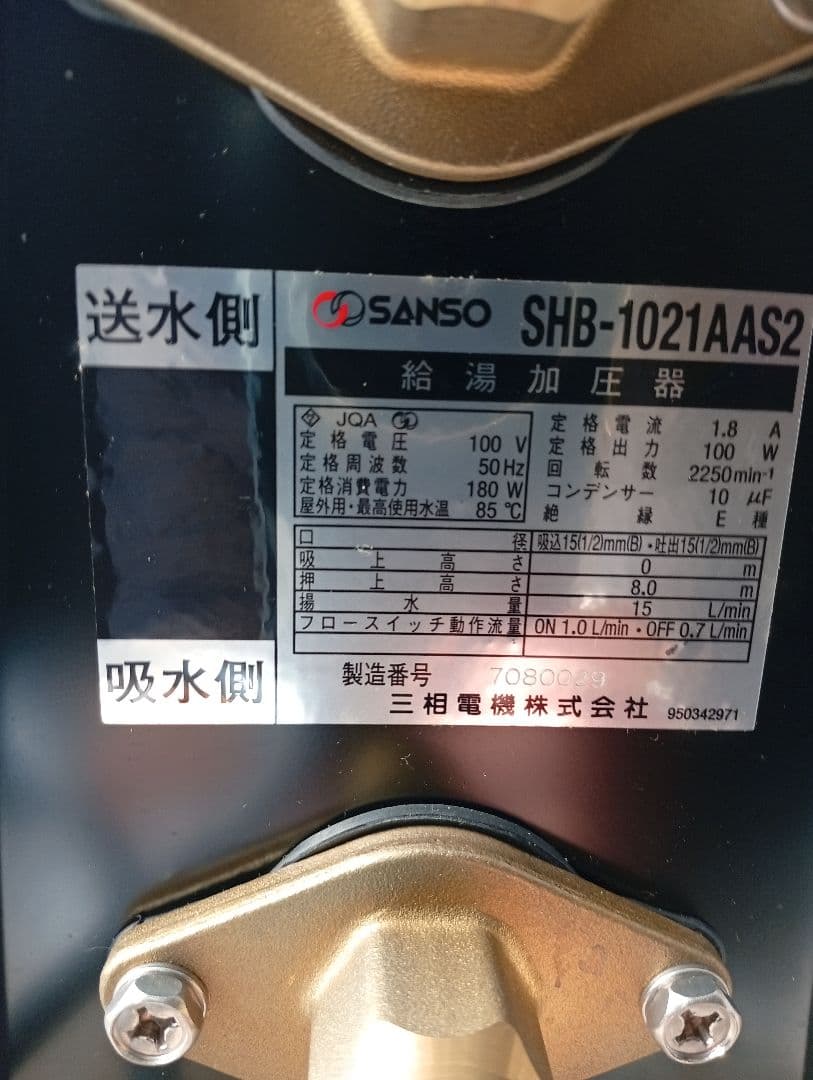 送水側
SANSO SHB-1021AAS2
給湯加圧器
JQA
定格電圧 100 V
定格周波数 50 Hz
定格消費電力 180 W
屋外用・最高使用水温 85 ℃
定格電流 1.8 A
定格出力 100 W
回転数 2250min⁻¹
コンデンサー 10 μF
絶縁 E 種
口径 吸込15(1/2)mm(B)・吐出15(1/2)mm(B)
吸上高さ 0 m
押上高さ 8.0 m
揚水量 15 L/min
フロースイッチ動作流量 ON 1.0 L/min・OFF 0.7 L/min
吸水側
製造番号
三相電機株式会社 950342971